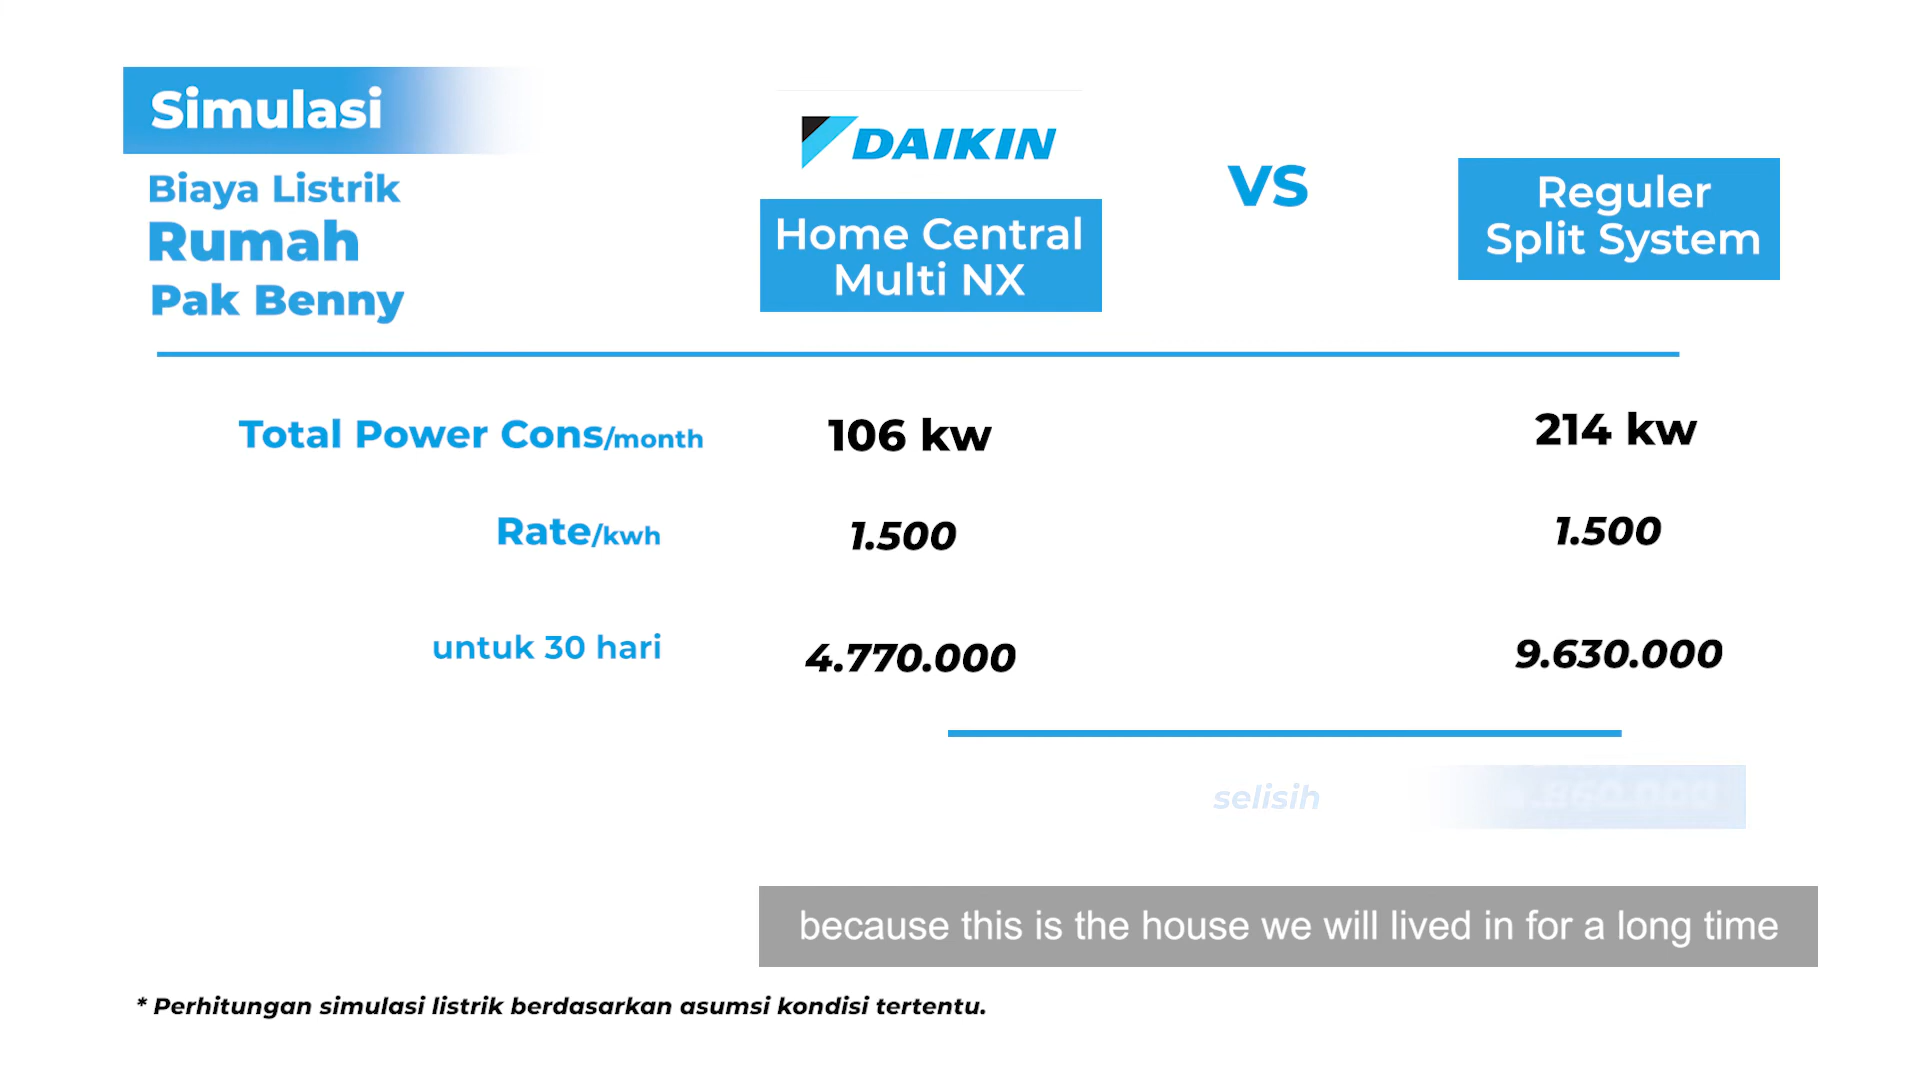 Simulasi
Biaya Listrik
Rumah
Pak Benny
DAIKIN
Home Central
Multi NX
VS
Reguler
Split System
Total Power Cons/month 106 kw 214 kw
Rate/kwh 1.500 1.500
untuk 30 hari 4.770.000 9.630.000
selisih
because this is the house we will lived in for a long time
* Perhitungan simulasi listrik berdasarkan asumsi kondisi tertentu.